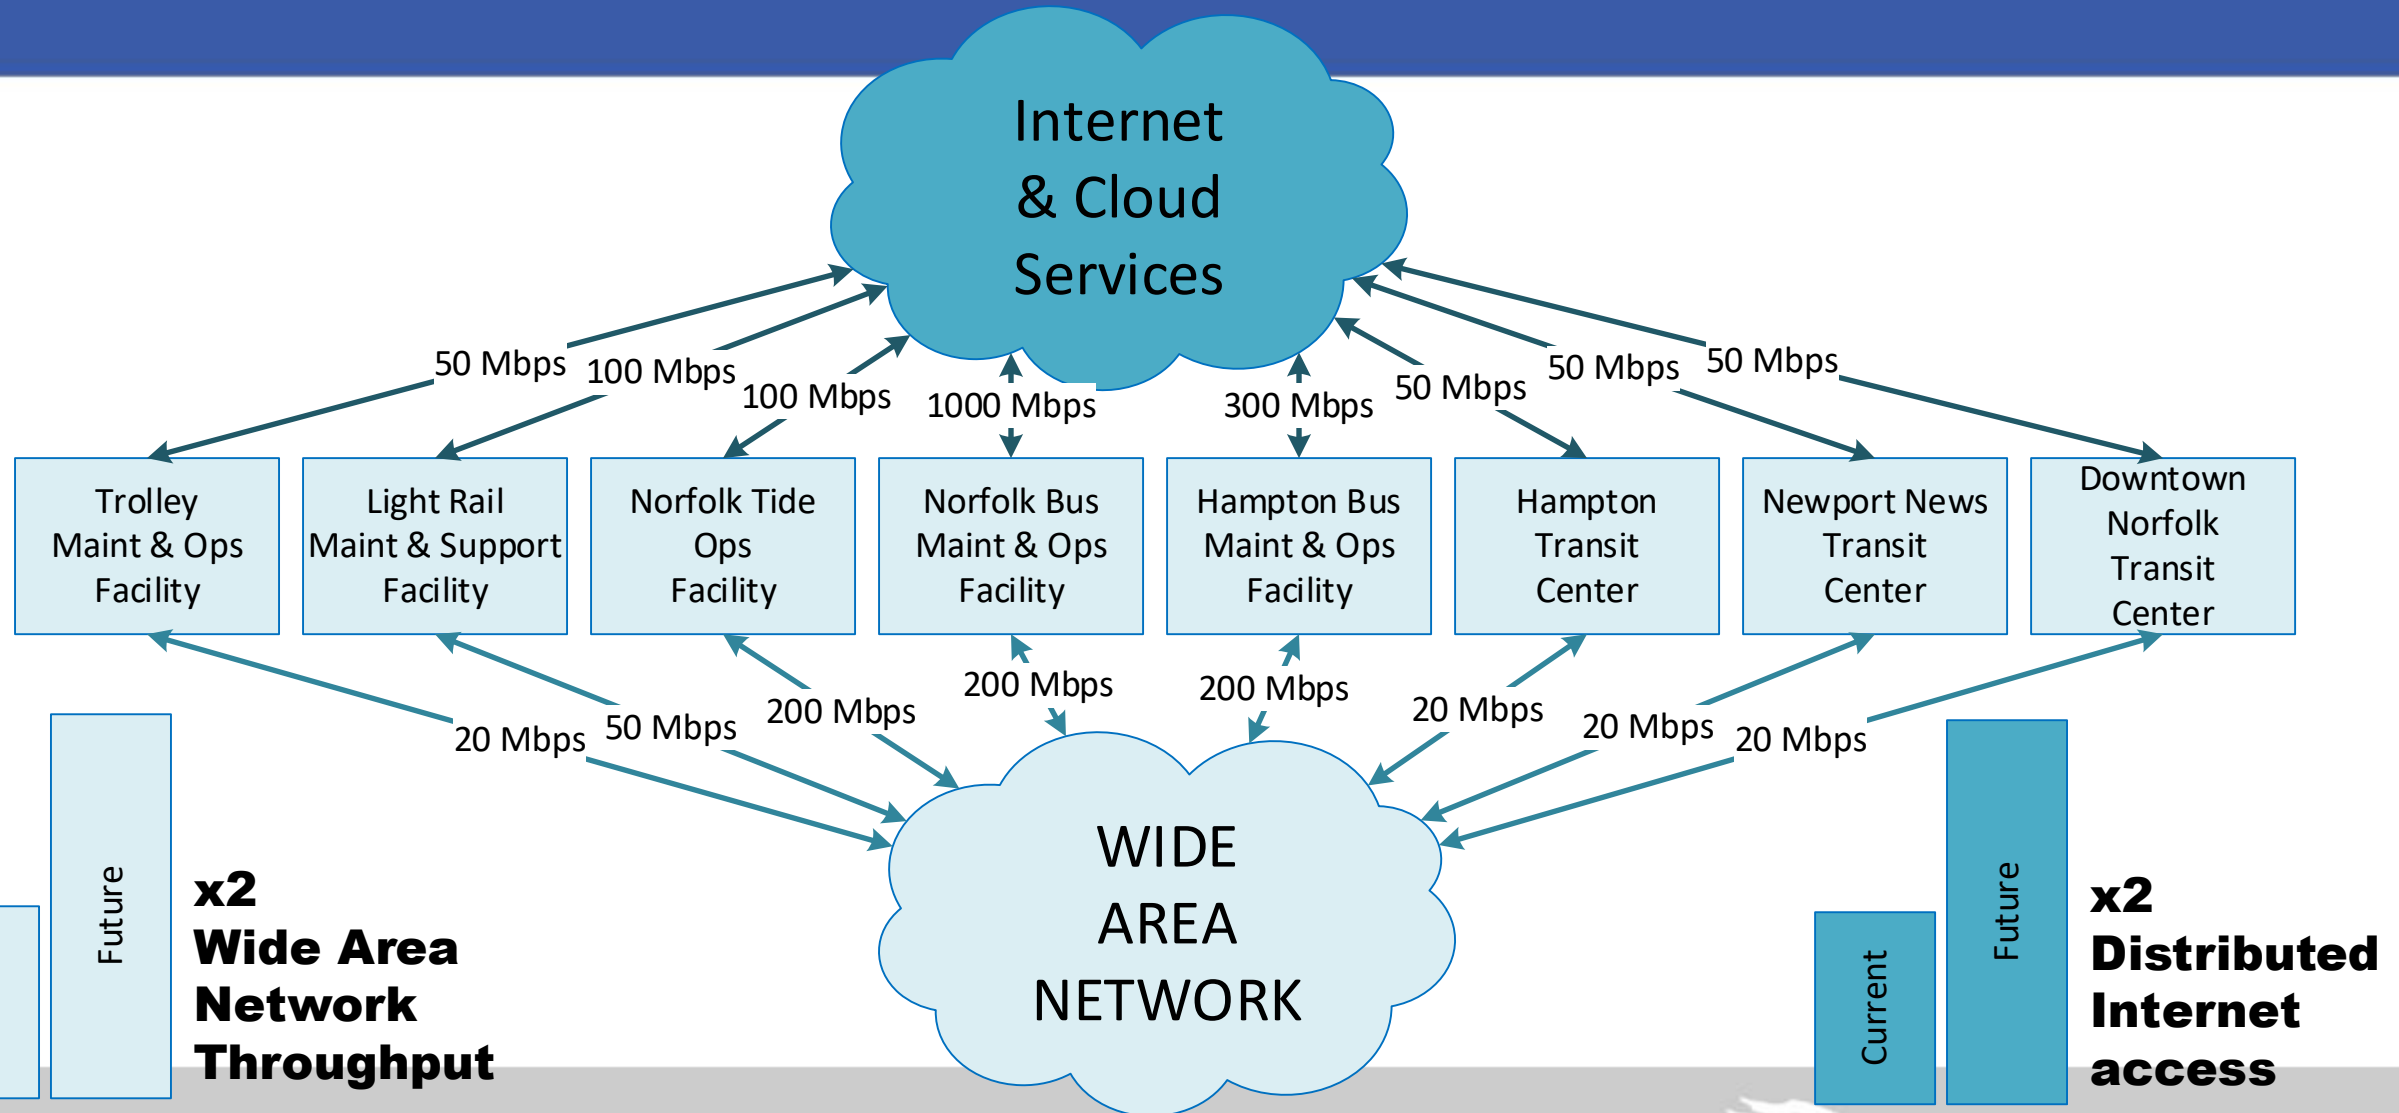 Internet
& Cloud
Services
50 Mbps
100 Mbps
100 Mbps
1000 Mbps
300 Mbps
50 Mbps
50 Mbps
50 Mbps
Trolley
Maint & Ops
Facility
Light Rail
Maint & Support
Facility
Norfolk Tide
Ops
Facility
Norfolk Bus
Maint & Ops
Facility
Hampton Bus
Maint & Ops
Facility
Hampton
Transit
Center
Newport News
Transit
Center
Downtown
Norfolk
Transit
Center
20 Mbps
50 Mbps
200 Mbps
200 Mbps
200 Mbps
20 Mbps
20 Mbps
20 Mbps
WIDE
AREA
NETWORK
Future
x2
Wide Area
Network
Throughput
Current
Future
x2
Distributed
Internet
access